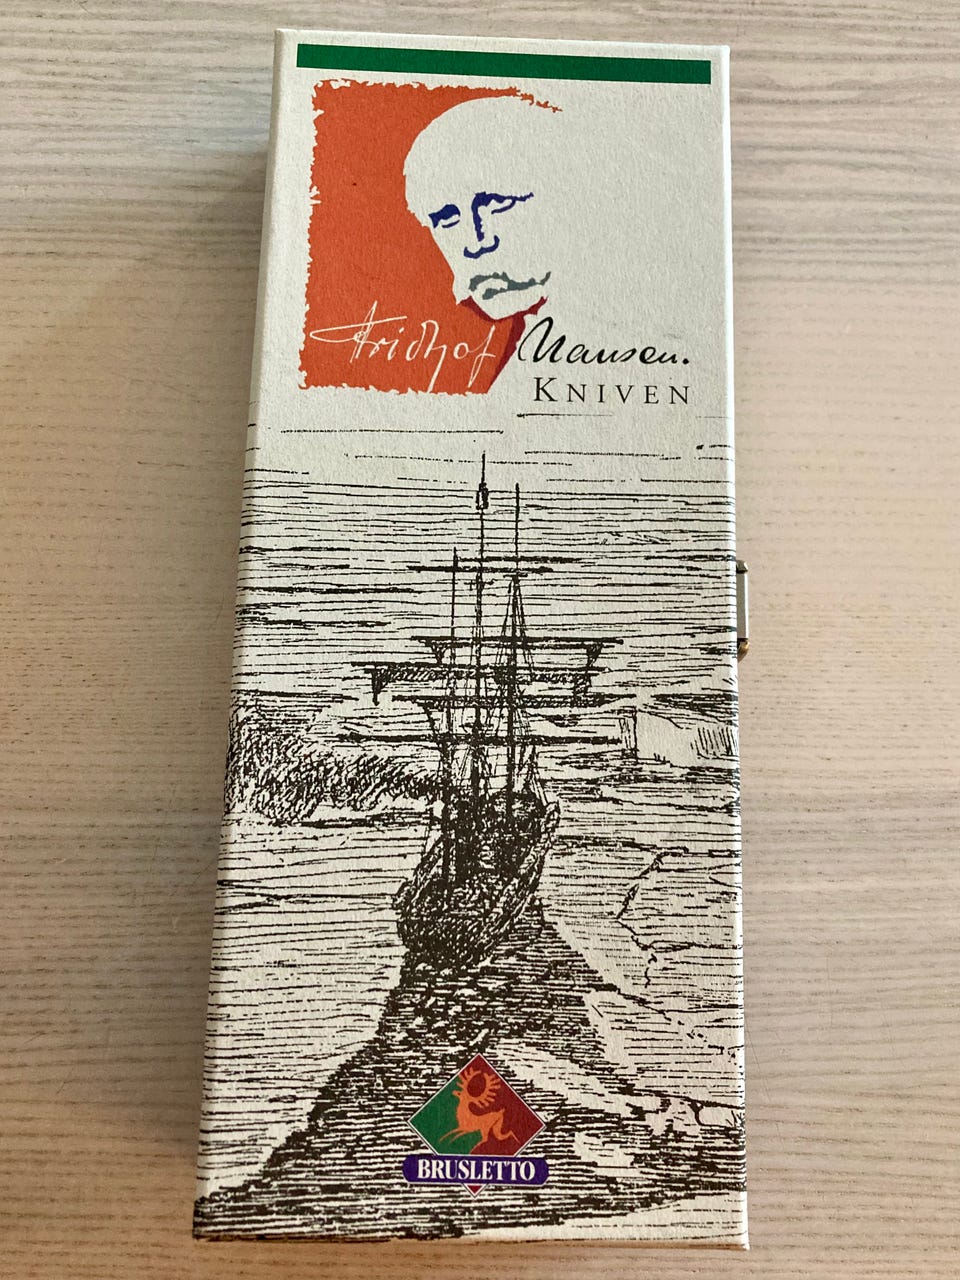 Fridtjof Nansen.
KNIVEN
BRUSLETTO